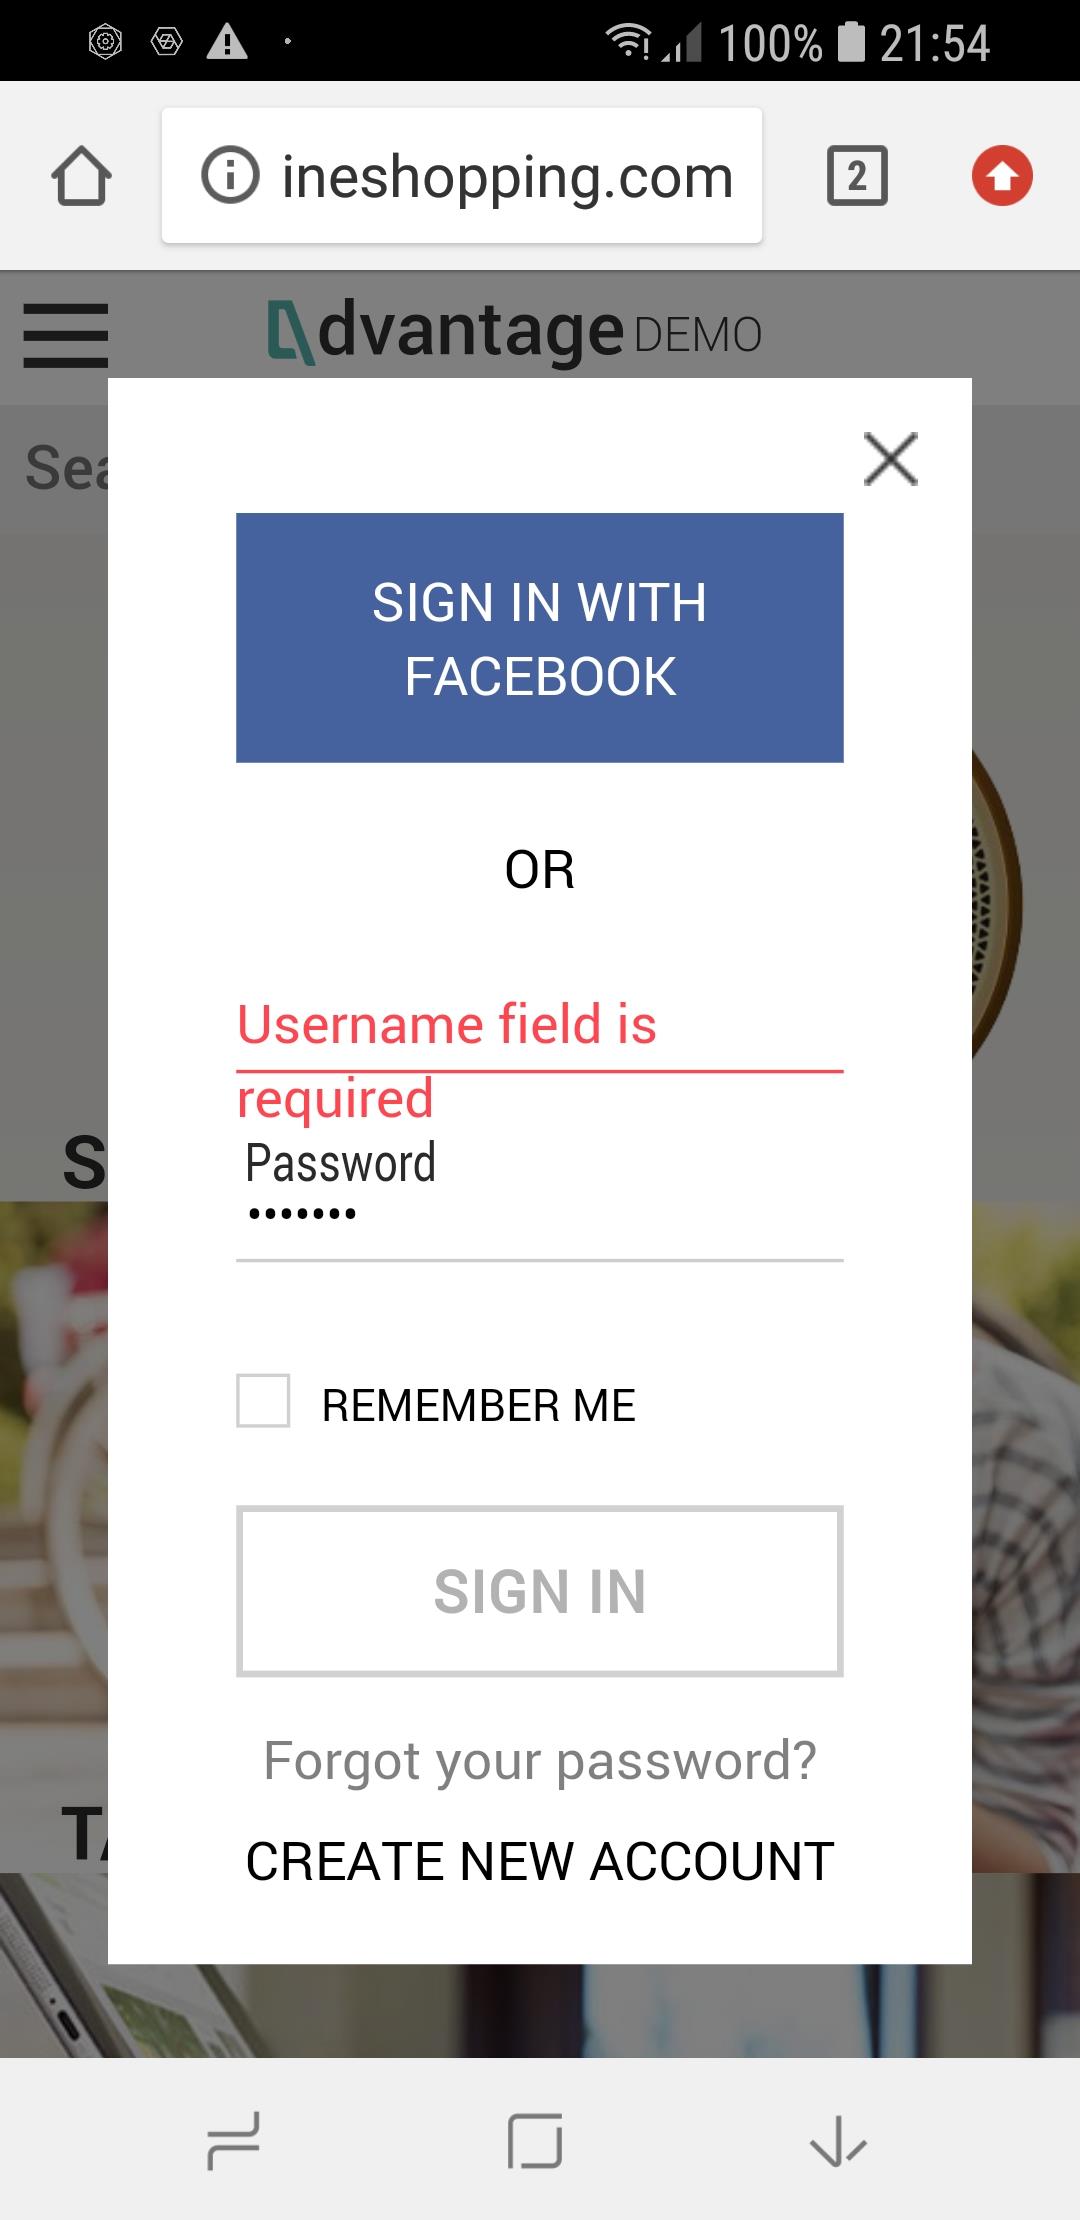 100% 21:54
ineshopping.com 2
dvantage DEMO
Sea
SIGN IN WITH
FACEBOOK
OR
Username field is
required
Password
•••••••
S
REMEMBER ME
SIGN IN
Forgot your password?
TA
CREATE NEW ACCOUNT